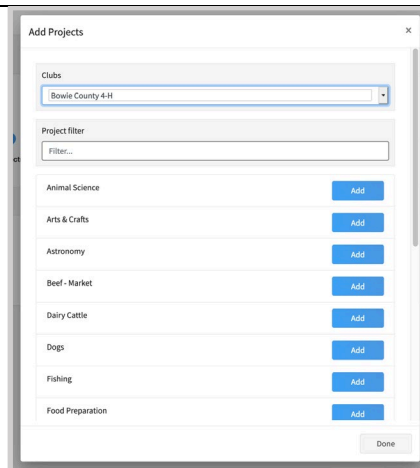 Add Projects ×
Clubs
Bowie County 4-H
Project filter
Filter...
Animal Science Add
Arts & Crafts Add
Astronomy Add
Beef - Market Add
Dairy Cattle Add
Dogs Add
Fishing Add
Food Preparation Add
Done